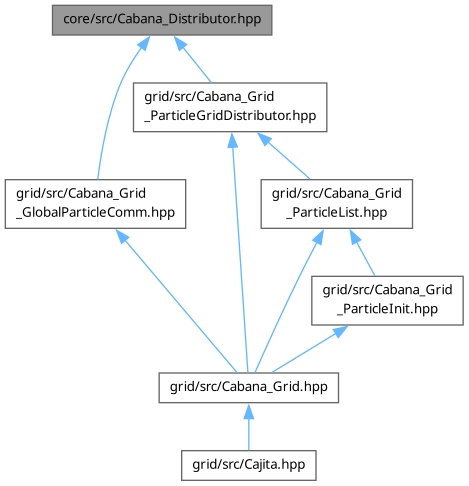 core/src/Cabana_Distributor.hpp
grid/src/Cabana_Grid
_ParticleGridDistributor.hpp
grid/src/Cabana_Grid
_GlobalParticleComm.hpp
grid/src/Cabana_Grid
_ParticleList.hpp
grid/src/Cabana_Grid
_ParticleInit.hpp
grid/src/Cabana_Grid.hpp
grid/src/Cajita.hpp